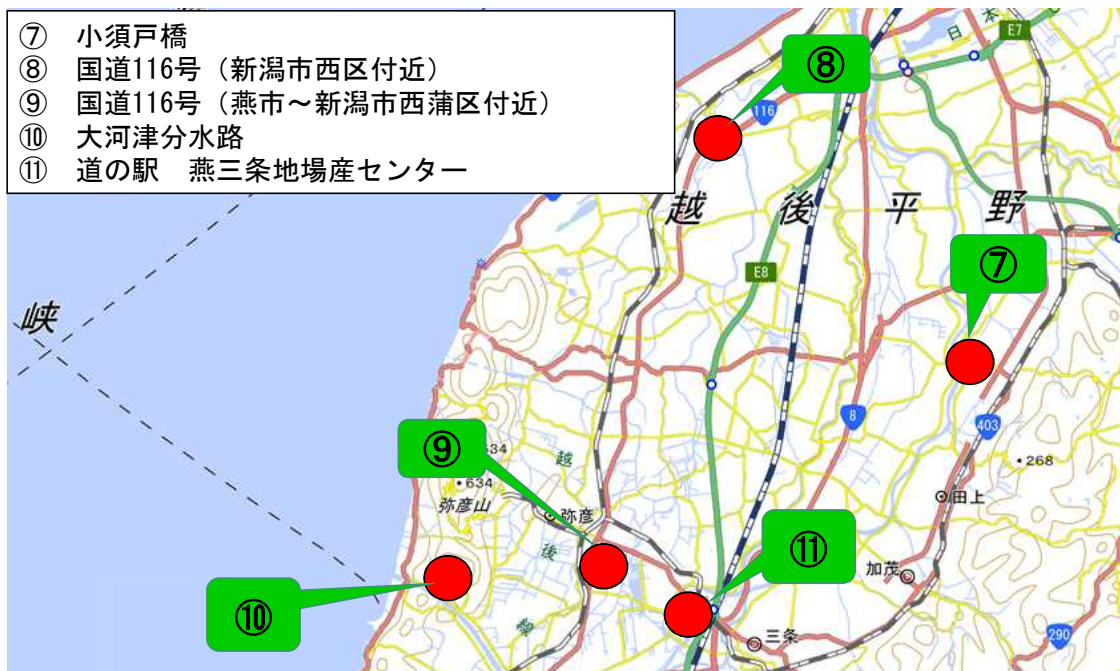 ⑦ 小須戸橋
⑧ 国道116号（新潟市西区付近）
⑨ 国道116号（燕市～新潟市西蒲区付近）
⑩ 大河津分水路
⑪ 道の駅 燕三条地場産センター
日本
E7
⑧
116
越後平野
⑦
E8
峡
8
403
⑨
634
越
・268
・634
弥彦山
弥彦
田上
後
⑪
加茂
⑩
線
三条
290